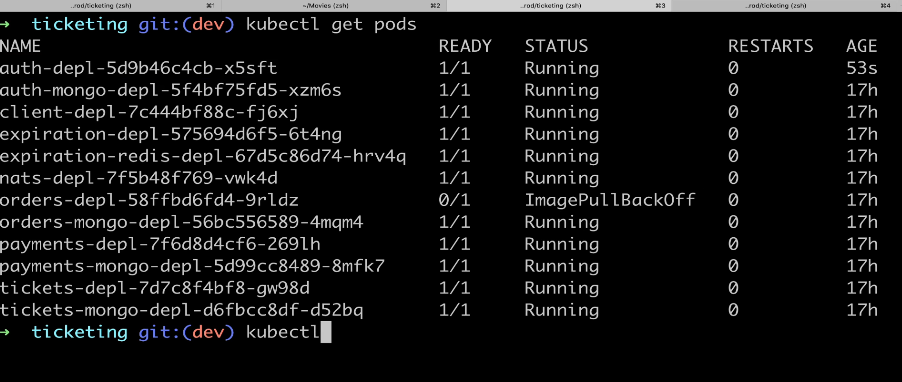 ..rod/ticketing (zsh) ⌘1 ~/Movies (zsh) ⌘2 ..rod/ticketing (zsh) ⌘3 ..rod/ticketing (zsh) ⌘4
➜ ticketing git:(dev) kubectl get pods
NAME READY STATUS RESTARTS AGE
auth-depl-5d9b46c4cb-x5sft 1/1 Running 0 53s
auth-mongo-depl-5f4bf75fd5-xzm6s 1/1 Running 0 17h
client-depl-7c444bf88c-fj6xj 1/1 Running 0 17h
expiration-depl-575694d6f5-6t4ng 1/1 Running 0 17h
expiration-redis-depl-67d5c86d74-hrv4q 1/1 Running 0 17h
nats-depl-7f5b48f769-vwk4d 1/1 Running 0 17h
orders-depl-58ffbd6fd4-9rldz 0/1 ImagePullBackOff 0 17h
orders-mongo-depl-56bc556589-4mqm4 1/1 Running 0 17h
payments-depl-7f6d8d4cf6-269lh 1/1 Running 0 17h
payments-mongo-depl-5d99cc8489-8mfk7 1/1 Running 0 17h
tickets-depl-7d7c8f4bf8-gw98d 1/1 Running 0 17h
tickets-mongo-depl-d6fbcc8df-d52bq 1/1 Running 0 17h
➜ ticketing git:(dev) kubectl